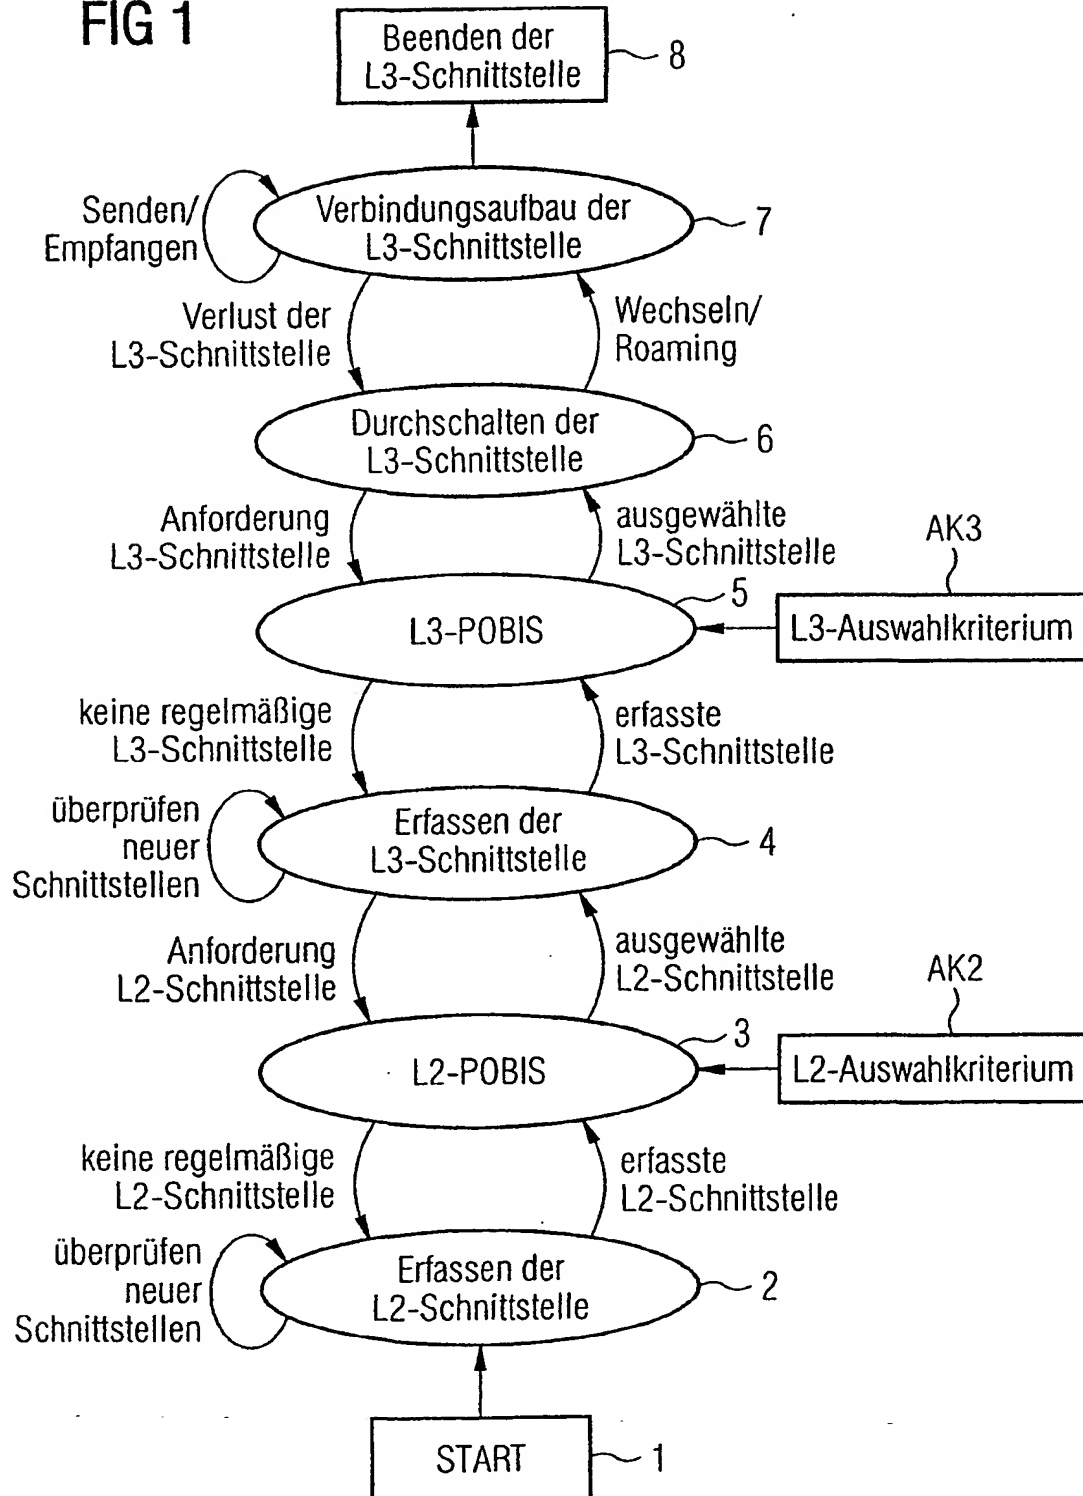 FIG 1
Beenden der
L3-Schnittstelle
8
Senden/
Empfangen
Verbindungsaufbau der
L3-Schnittstelle
7
Verlust der
L3-Schnittstelle
Wechseln/
Roaming
Durchschalten der
L3-Schnittstelle
6
Anforderung
L3-Schnittstelle
ausgewählte
L3-Schnittstelle
AK3
L3-POBIS
5
L3-Auswahlkriterium
keine regelmäßige
L3-Schnittstelle
erfasste
L3-Schnittstelle
überprüfen
neuer
Schnittstellen
Erfassen der
L3-Schnittstelle
4
Anforderung
L2-Schnittstelle
ausgewählte
L2-Schnittstelle
AK2
L2-POBIS
3
L2-Auswahlkriterium
keine regelmäßige
L2-Schnittstelle
erfasste
L2-Schnittstelle
überprüfen
neuer
Schnittstellen
Erfassen der
L2-Schnittstelle
2
START
1